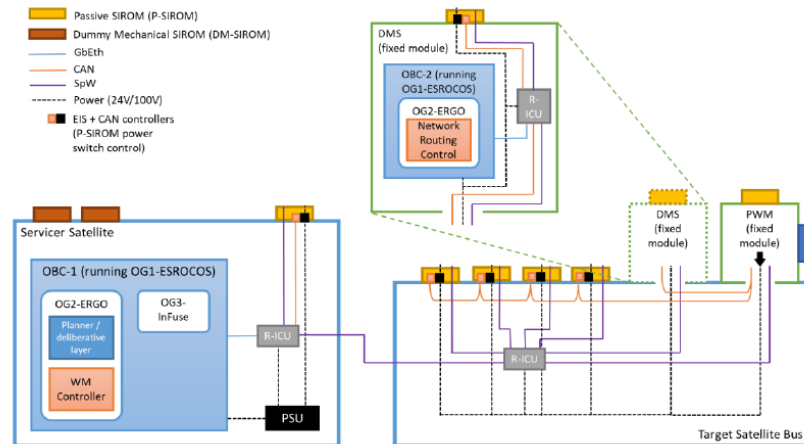 Passive SIROM (P-SIROM)
Dummy Mechanical SIROM (DM-SIROM)
GbEth
CAN
SpW
Power (24V/100V)
EIS + CAN controllers
(P-SIROM power
switch control)
DMS
(fixed module)
OBC-2 (running
OG1-ESROCOS)
OG2-ERGO
Network
Routing
Control
R-
ICU
Servicer Satellite
OBC-1 (running OG1-ESROCOS)
OG2-ERGO
Planner /
deliberative
layer
WM
Controller
OG3-
InFuse
R-ICU
PSU
DMS
(fixed
module)
PWM
(fixed
module)
R-ICU
Target Satellite Bus